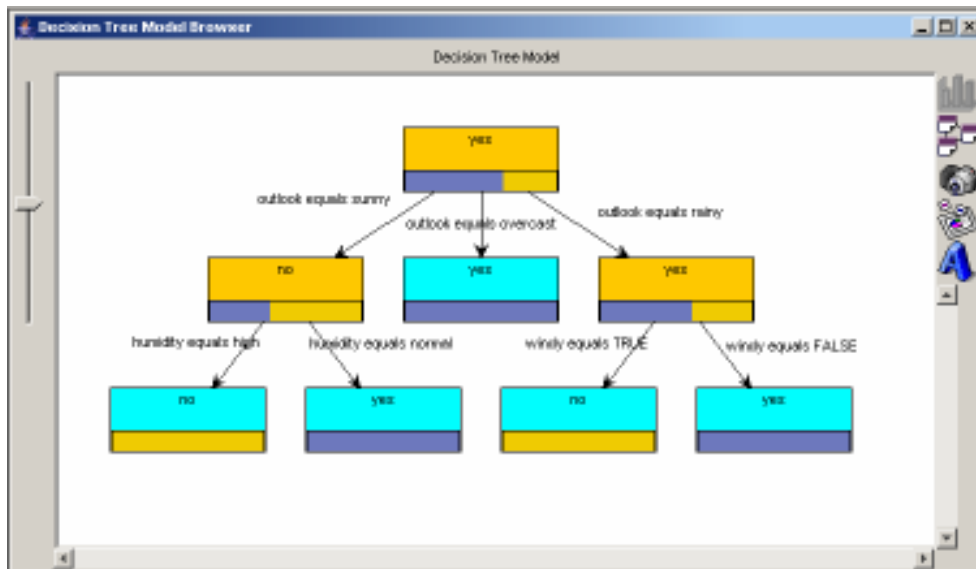 Decision Tree Model Browser
Decision Tree Model
yes
outlook equals sunny
outlook equals overcast
outlook equals rainy
no
yes
yes
humidity equals high
humidity equals normal
windy equals TRUE
windy equals FALSE
no
yes
no
yes